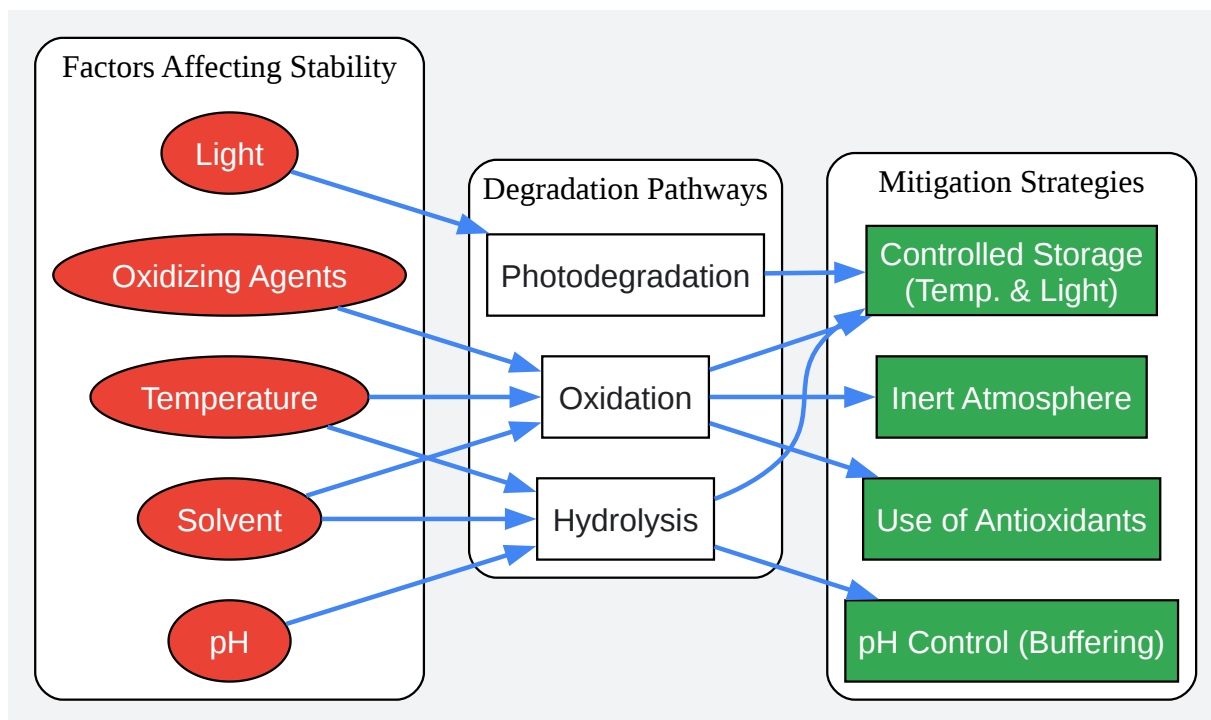 Factors Affecting Stability
Light
Oxidizing Agents
Temperature
Solvent
pH
Degradation Pathways
Photodegradation
Oxidation
Hydrolysis
Mitigation Strategies
Controlled Storage
(Temp. & Light)
Inert Atmosphere
Use of Antioxidants
pH Control (Buffering)